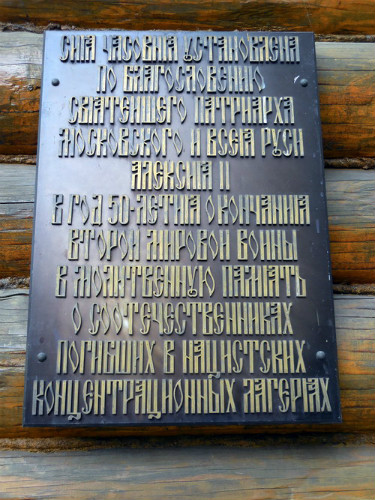 СИЯ ЧАСОВНЯ УСТАНОВЛЕНА
ПО БЛАГОСЛОВЕНИЮ
СВЯТЕЙШЕГО ПАТРИАРХА
МОСКОВСКОГО И ВСЕЯ РУСИ
АЛЕКСИЯ II
В ГОД 50-ЛЕТИЯ ОКОНЧАНИЯ
ВТОРОЙ МИРОВОЙ ВОЙНЫ
В МОЛИТВЕННУЮ ПАМЯТЬ
О СООТЕЧЕСТВЕННИКАХ
ПОГИБШИХ В НАЦИСТСКИХ
КОНЦЕНТРАЦИОННЫХ ЛАГЕРЯХ